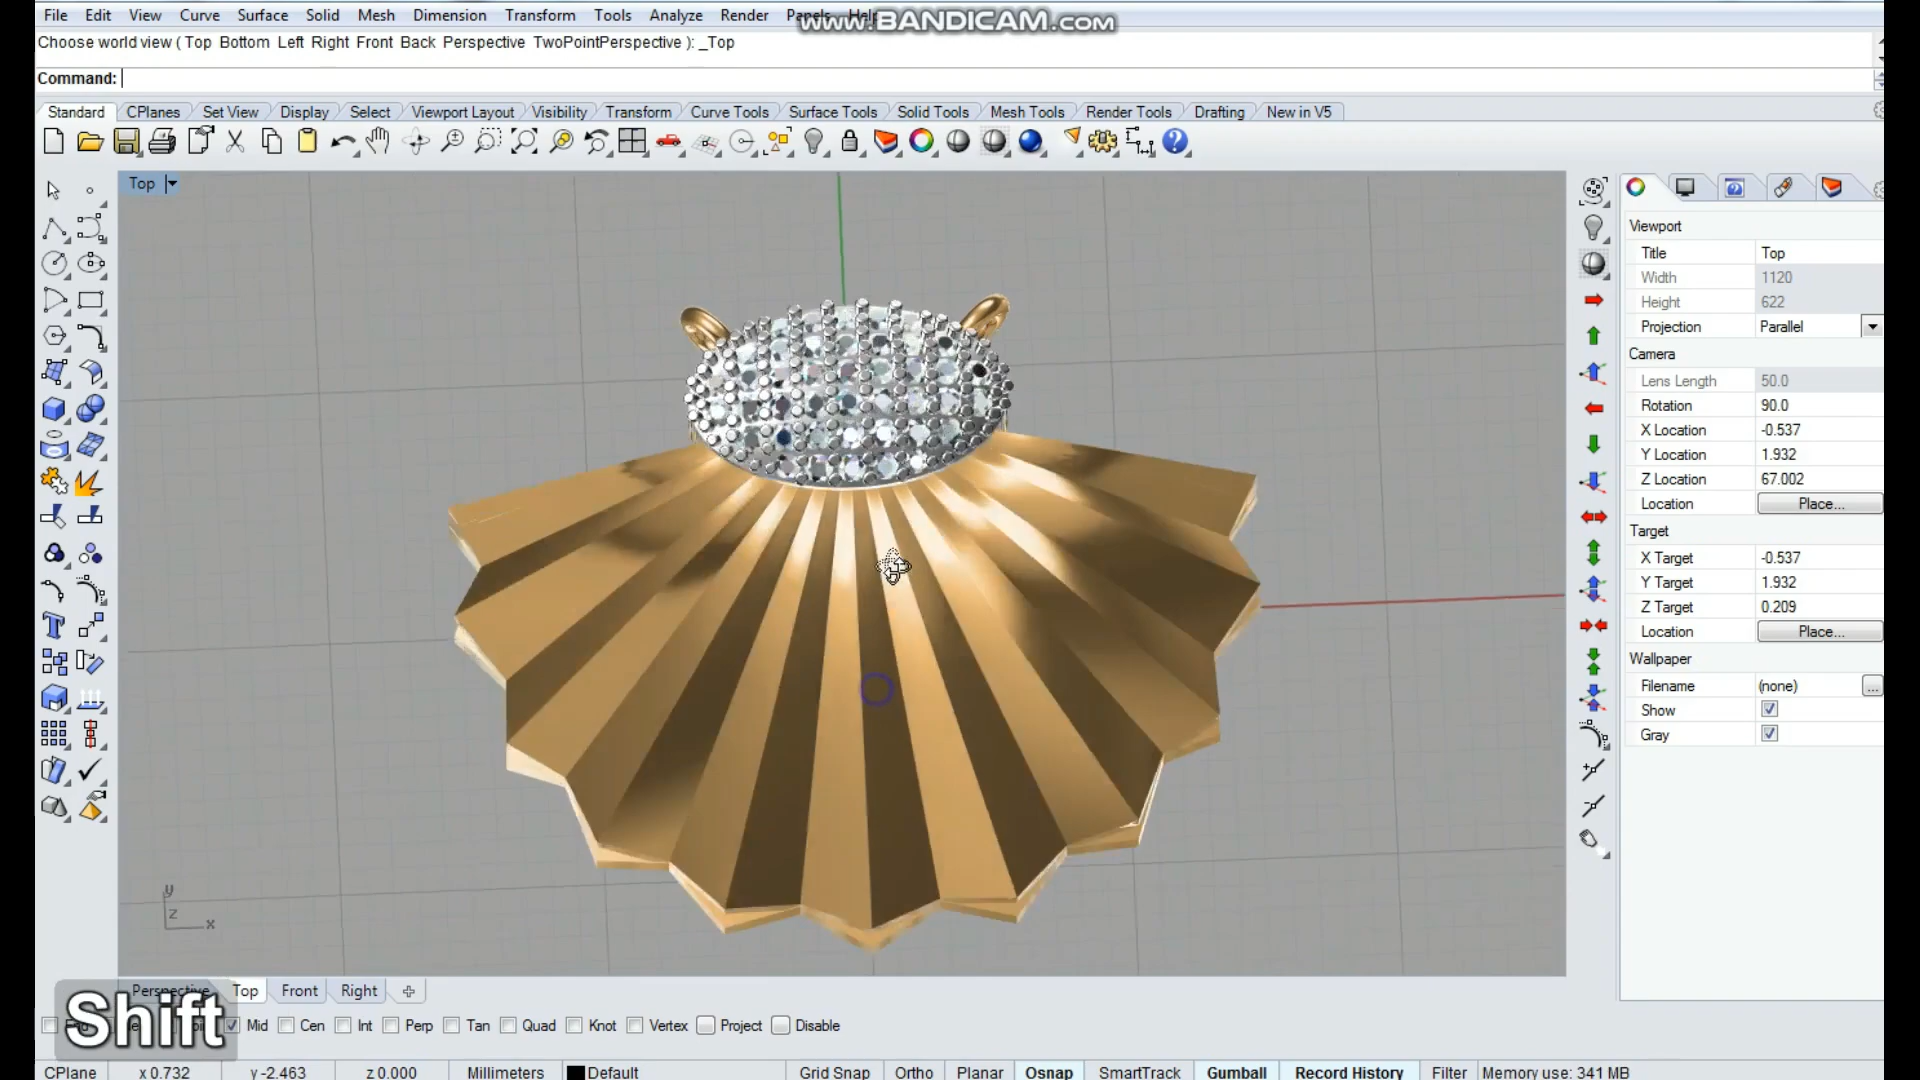 File Edit View Curve Surface Solid Mesh Dimension Transform Tools Analyze Render Panels Help
www.BANDICAM.com
Choose world view ( Top Bottom Left Right Front Back Perspective TwoPointPerspective ): _Top
Command:
Standard CPlanes Set View Display Select Viewport Layout Visibility Transform Curve Tools Surface Tools Solid Tools Mesh Tools Render Tools Drafting New in V5
Top
Viewport
Title Top
Width 1120
Height 622
Projection Parallel
Camera
Lens Length 50.0
Rotation 90.0
X Location -0.537
Y Location 1.932
Z Location 67.002
Location Place...
Target
X Target -0.537
Y Target 1.932
Z Target 0.209
Location Place...
Wallpaper
Filename (none) ...
Show
Gray
y
z x
Perspective Top Front Right
Shift
Mid Cen Int Perp Tan Quad Knot Vertex Project Disable
CPlane x 0.732 y -2.463 z 0.000 Millimeters Default Grid Snap Ortho Planar Osnap SmartTrack Gumball Record History Filter Memory use: 341 MB